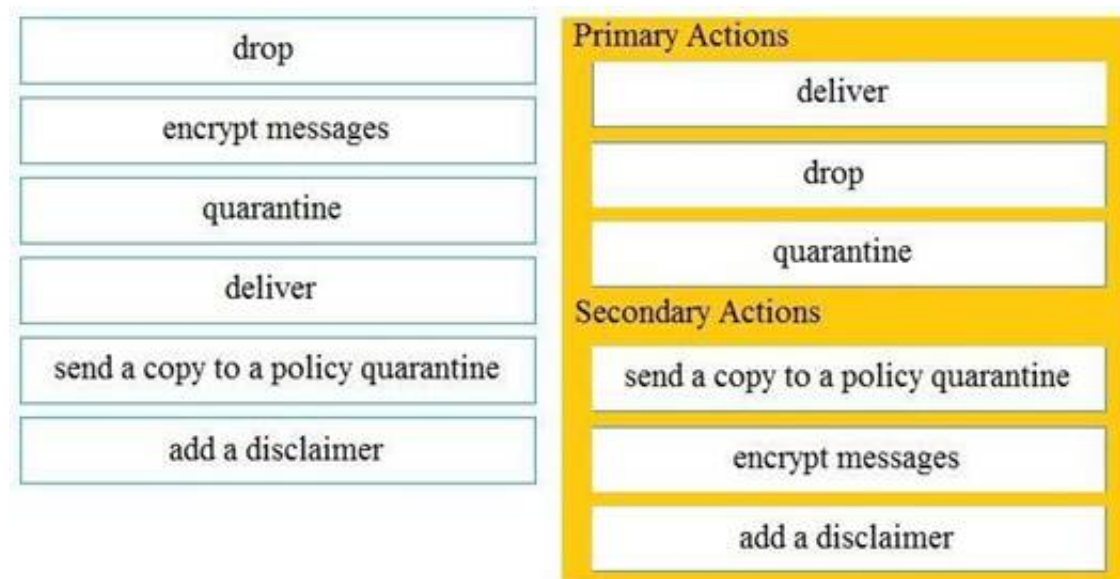 drop
encrypt messages
quarantine
deliver
send a copy to a policy quarantine
add a disclaimer
Primary Actions
deliver
drop
quarantine
Secondary Actions
send a copy to a policy quarantine
encrypt messages
add a disclaimer